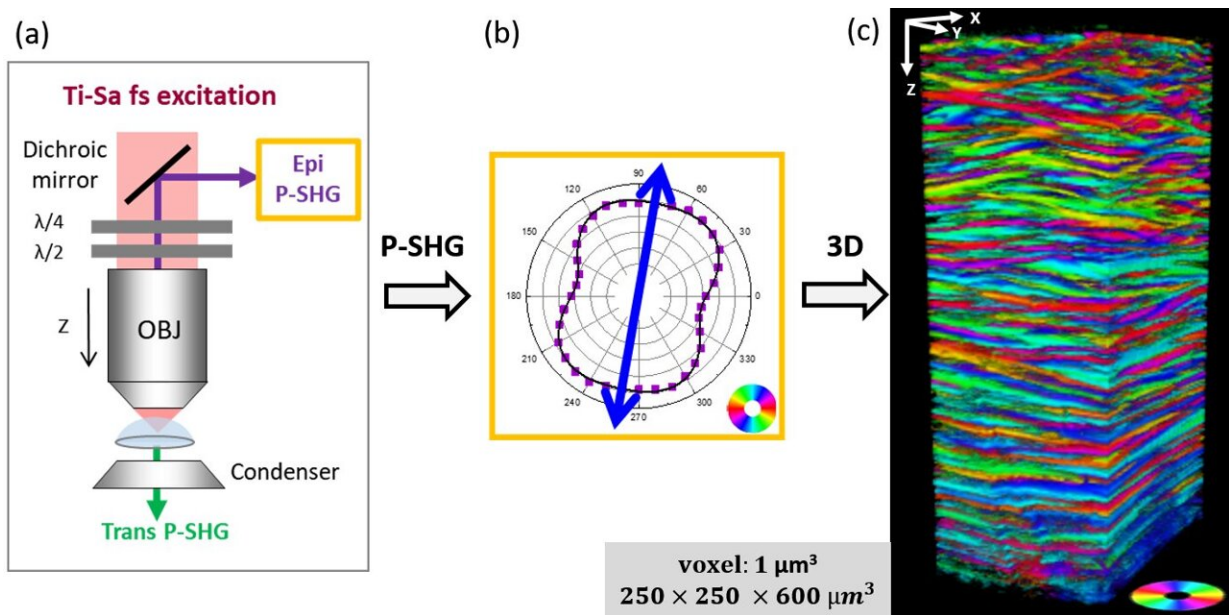 (a)
Ti-Sa fs excitation
Dichroic
mirror
Epi
P-SHG
λ/4
λ/2
Z
OBJ
Condenser
Trans P-SHG
P-SHG
(b)
90
120
60
150
30
180
0
210
330
240
300
270
3D
(c)
X
Y
Z
voxel: 1 μm³
250 × 250 × 600 μm³